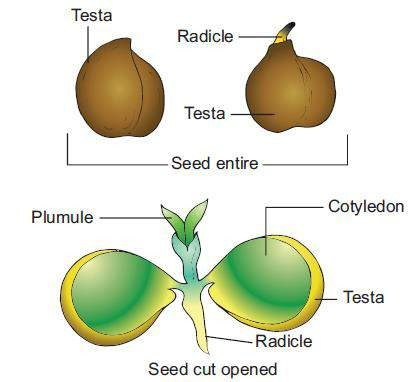 Testa
Radicle
Testa
Seed entire
Plumule
Cotyledon
Testa
Radicle
Seed cut opened